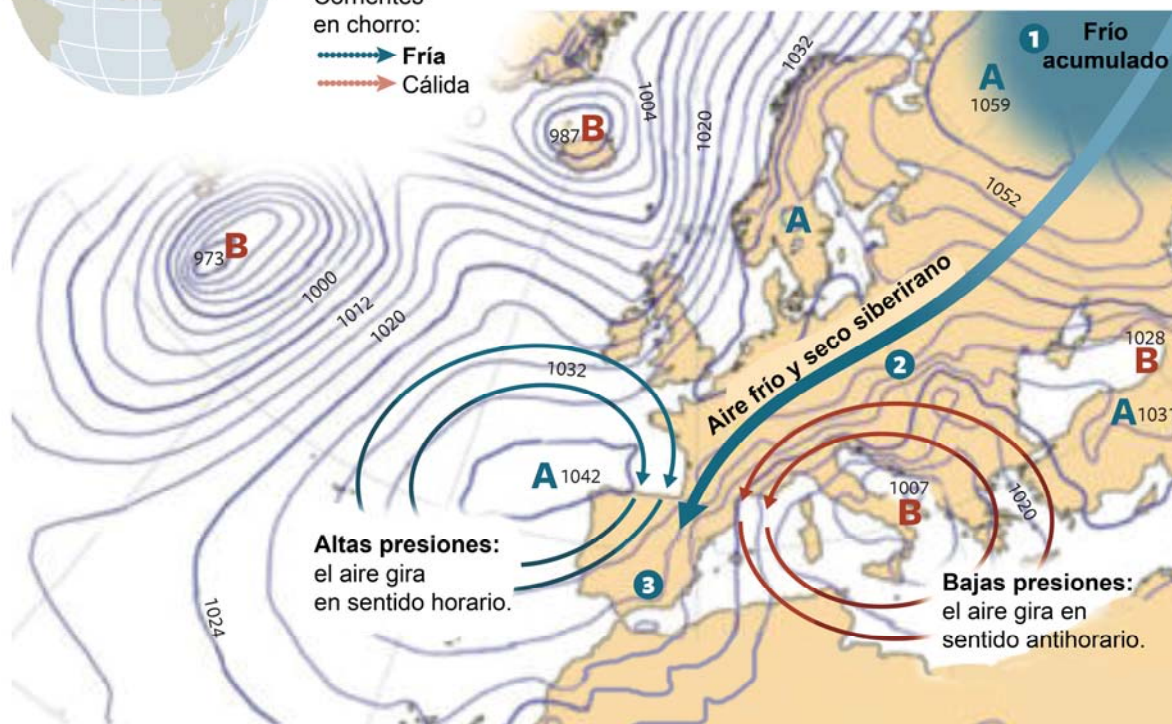 en chorro:
Fría
Cálida
1 Frío
acumulado
A
1059
1032
1004
1020
987 B
1052
A
973 B
1000
1012
1020
Aire frío y seco siberirano
2
1032
1028
B
A 1031
A 1042
1007
B
1020
Altas presiones:
el aire gira
en sentido horario.
3
Bajas presiones:
el aire gira en
sentido antihorario.
1024